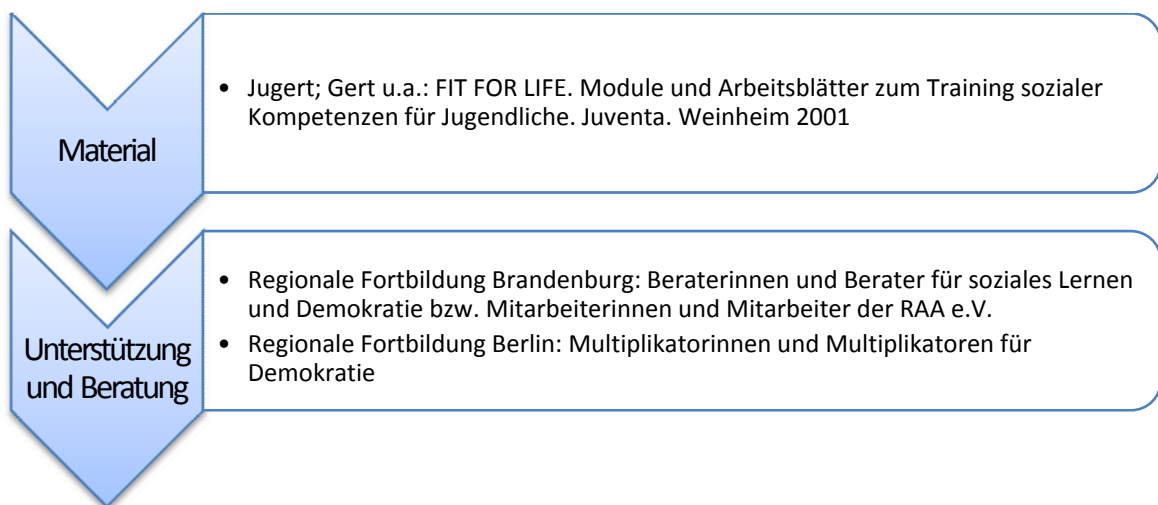 Material
• Jugert; Gert u.a.: FIT FOR LIFE. Module und Arbeitsblätter zum Training sozialer
Kompetenzen für Jugendliche. Juventa. Weinheim 2001
Unterstützung
und Beratung
• Regionale Fortbildung Brandenburg: Beraterinnen und Berater für soziales Lernen
und Demokratie bzw. Mitarbeiterinnen und Mitarbeiter der RAA e.V.
• Regionale Fortbildung Berlin: Multiplikatorinnen und Multiplikatoren für
Demokratie